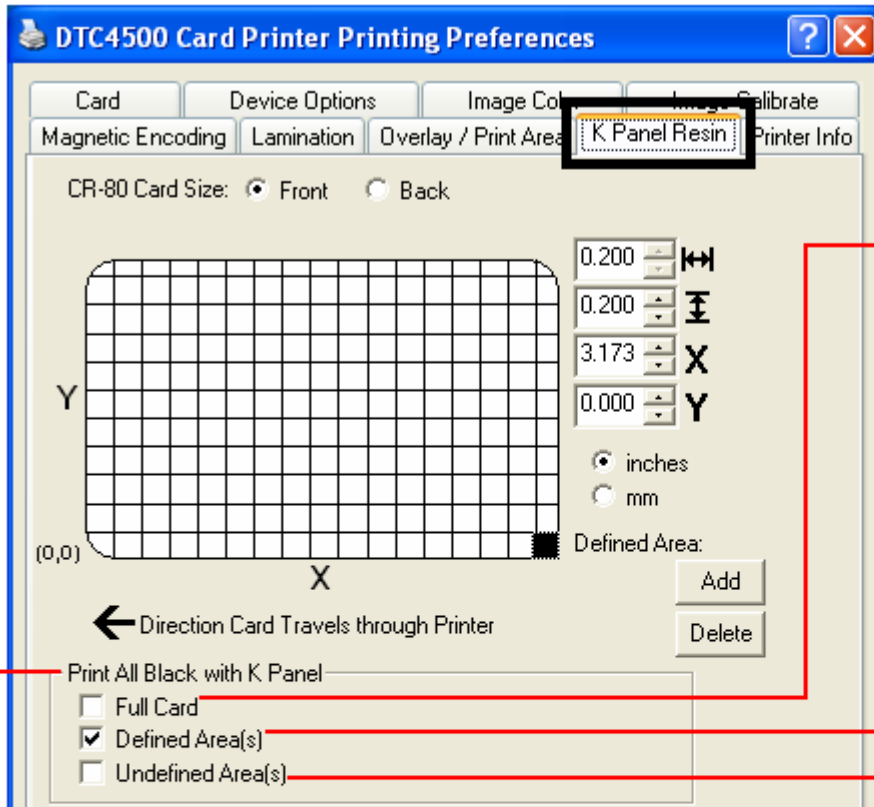 DTC4500 Card Printer Printing Preferences
Card Device Options Image Color Image Calibrate
Magnetic Encoding Lamination Overlay / Print Area K Panel Resin Printer Info
CR-80 Card Size: Front Back
0.200
0.200
3.173 X
Y 0.000 Y
inches
mm
(0,0) Defined Area:
X Add
Direction Card Travels through Printer Delete
Print All Black with K Panel
Full Card
Defined Area(s)
Undefined Area(s)